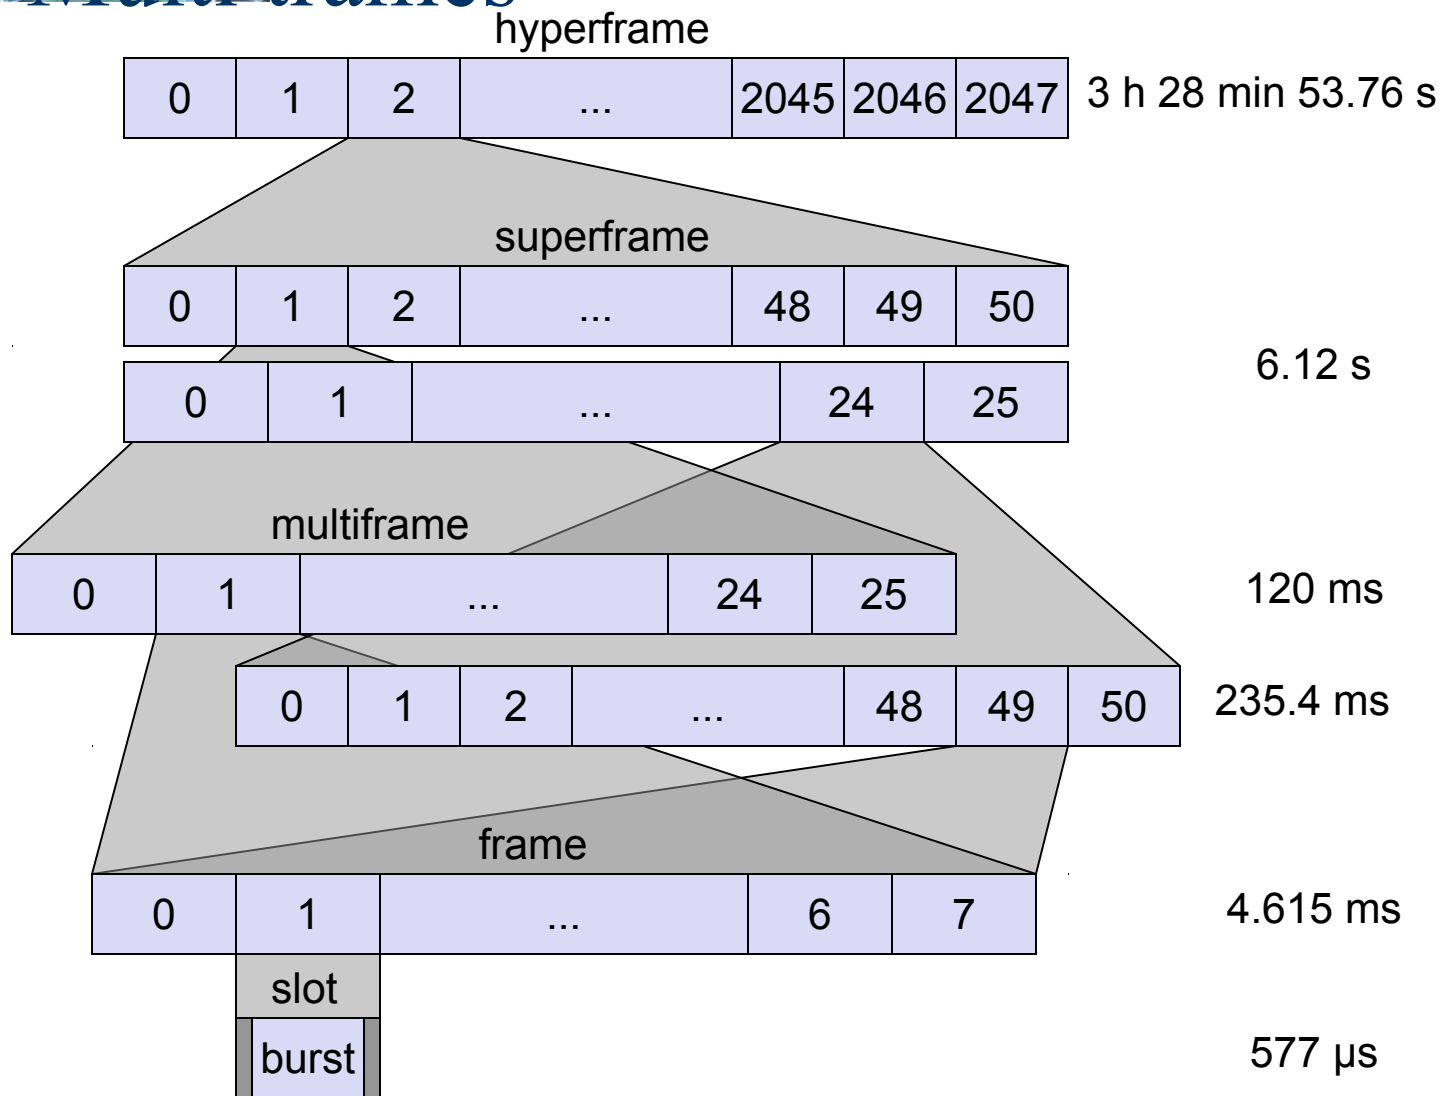 hyperframe
0 1 2 ... 2045 2046 2047 3 h 28 min 53.76 s
superframe
0 1 2 ... 48 49 50
6.12 s
0 1 ... 24 25
multiframe
0 1 ... 24 25 120 ms
0 1 2 ... 48 49 50 235.4 ms
frame
0 1 ... 6 7 4.615 ms
slot
burst 577 µs